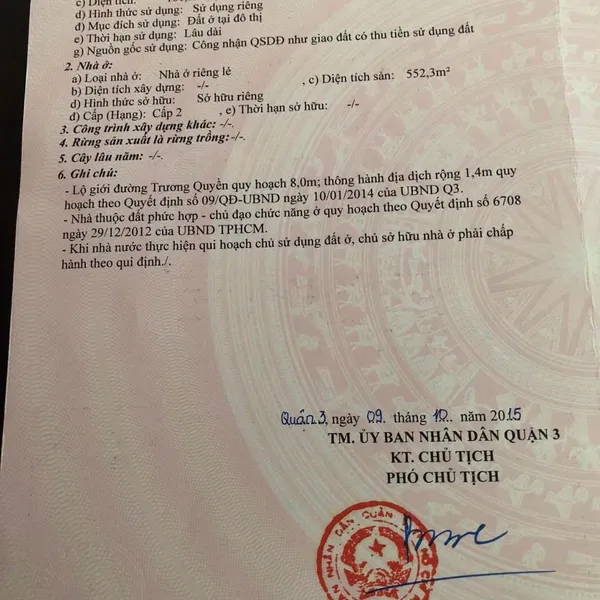 c) Diện tích:
d) Hình thức sử dụng: Sử dụng riêng
đ) Mục đích sử dụng: Đất ở tại đô thị
e) Thời hạn sử dụng: Lâu dài
g) Nguồn gốc sử dụng: Công nhận QSDĐ như giao đất có thu tiền sử dụng đất
2. Nhà ở:
a) Loại nhà ở: Nhà ở riêng lẻ
b) Diện tích xây dựng: -/- , c) Diện tích sàn: 552,3m²
d) Hình thức sở hữu: Sở hữu riêng
đ) Cấp (Hạng): Cấp 2 , e) Thời hạn sở hữu: -/-
3. Công trình xây dựng khác: -/-.
4. Rừng sản xuất là rừng trồng:-/-.
5. Cây lâu năm: -/-.
6. Ghi chú:
- Lộ giới đường Trương Quyền quy hoạch 8,0m; thông hành địa dịch rộng 1,4m quy
hoạch theo Quyết định số 09/QĐ-UBND ngày 10/01/2014 của UBND Q3.
- Nhà thuộc đất phức hợp - chủ đạo chức năng ở quy hoạch theo Quyết định số 6708
ngày 29/12/2012 của UBND TPHCM.
- Khi nhà nước thực hiện qui hoạch chủ sử dụng đất ở, chủ sở hữu nhà ở phải chấp
hành theo qui định./.
Quận 3, ngày 09. tháng 10.. năm 2015
TM. ỦY BAN NHÂN DÂN QUẬN 3
KT. CHỦ TỊCH
PHÓ CHỦ TỊCH
BAN NHÂN DÂN QUẬN